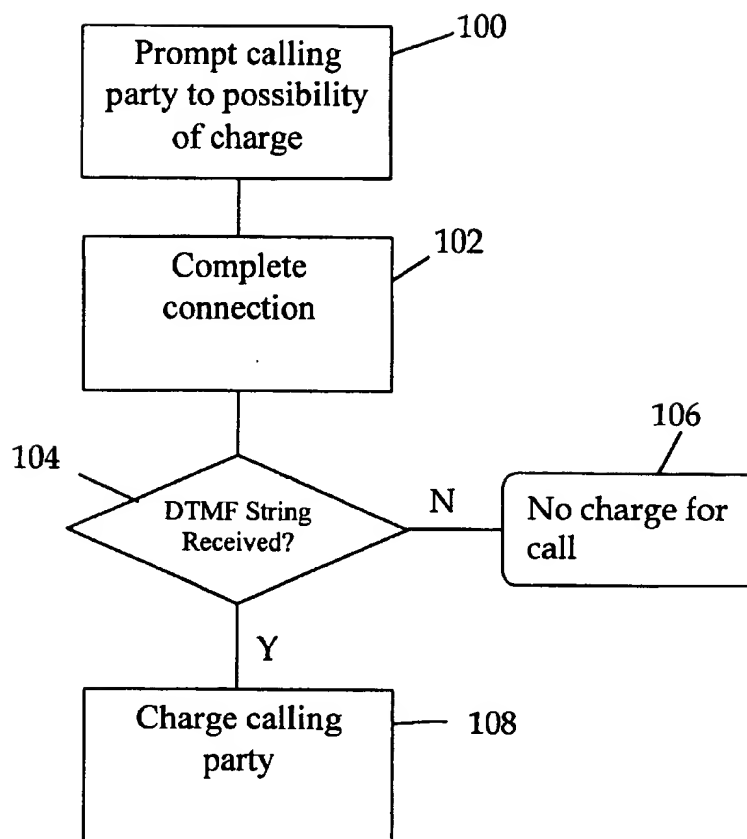 100
Prompt calling
party to possibility
of charge
102
Complete
connection
104
DTMF String
Received?
N
106
No charge for
call
Y
Charge calling
party
108